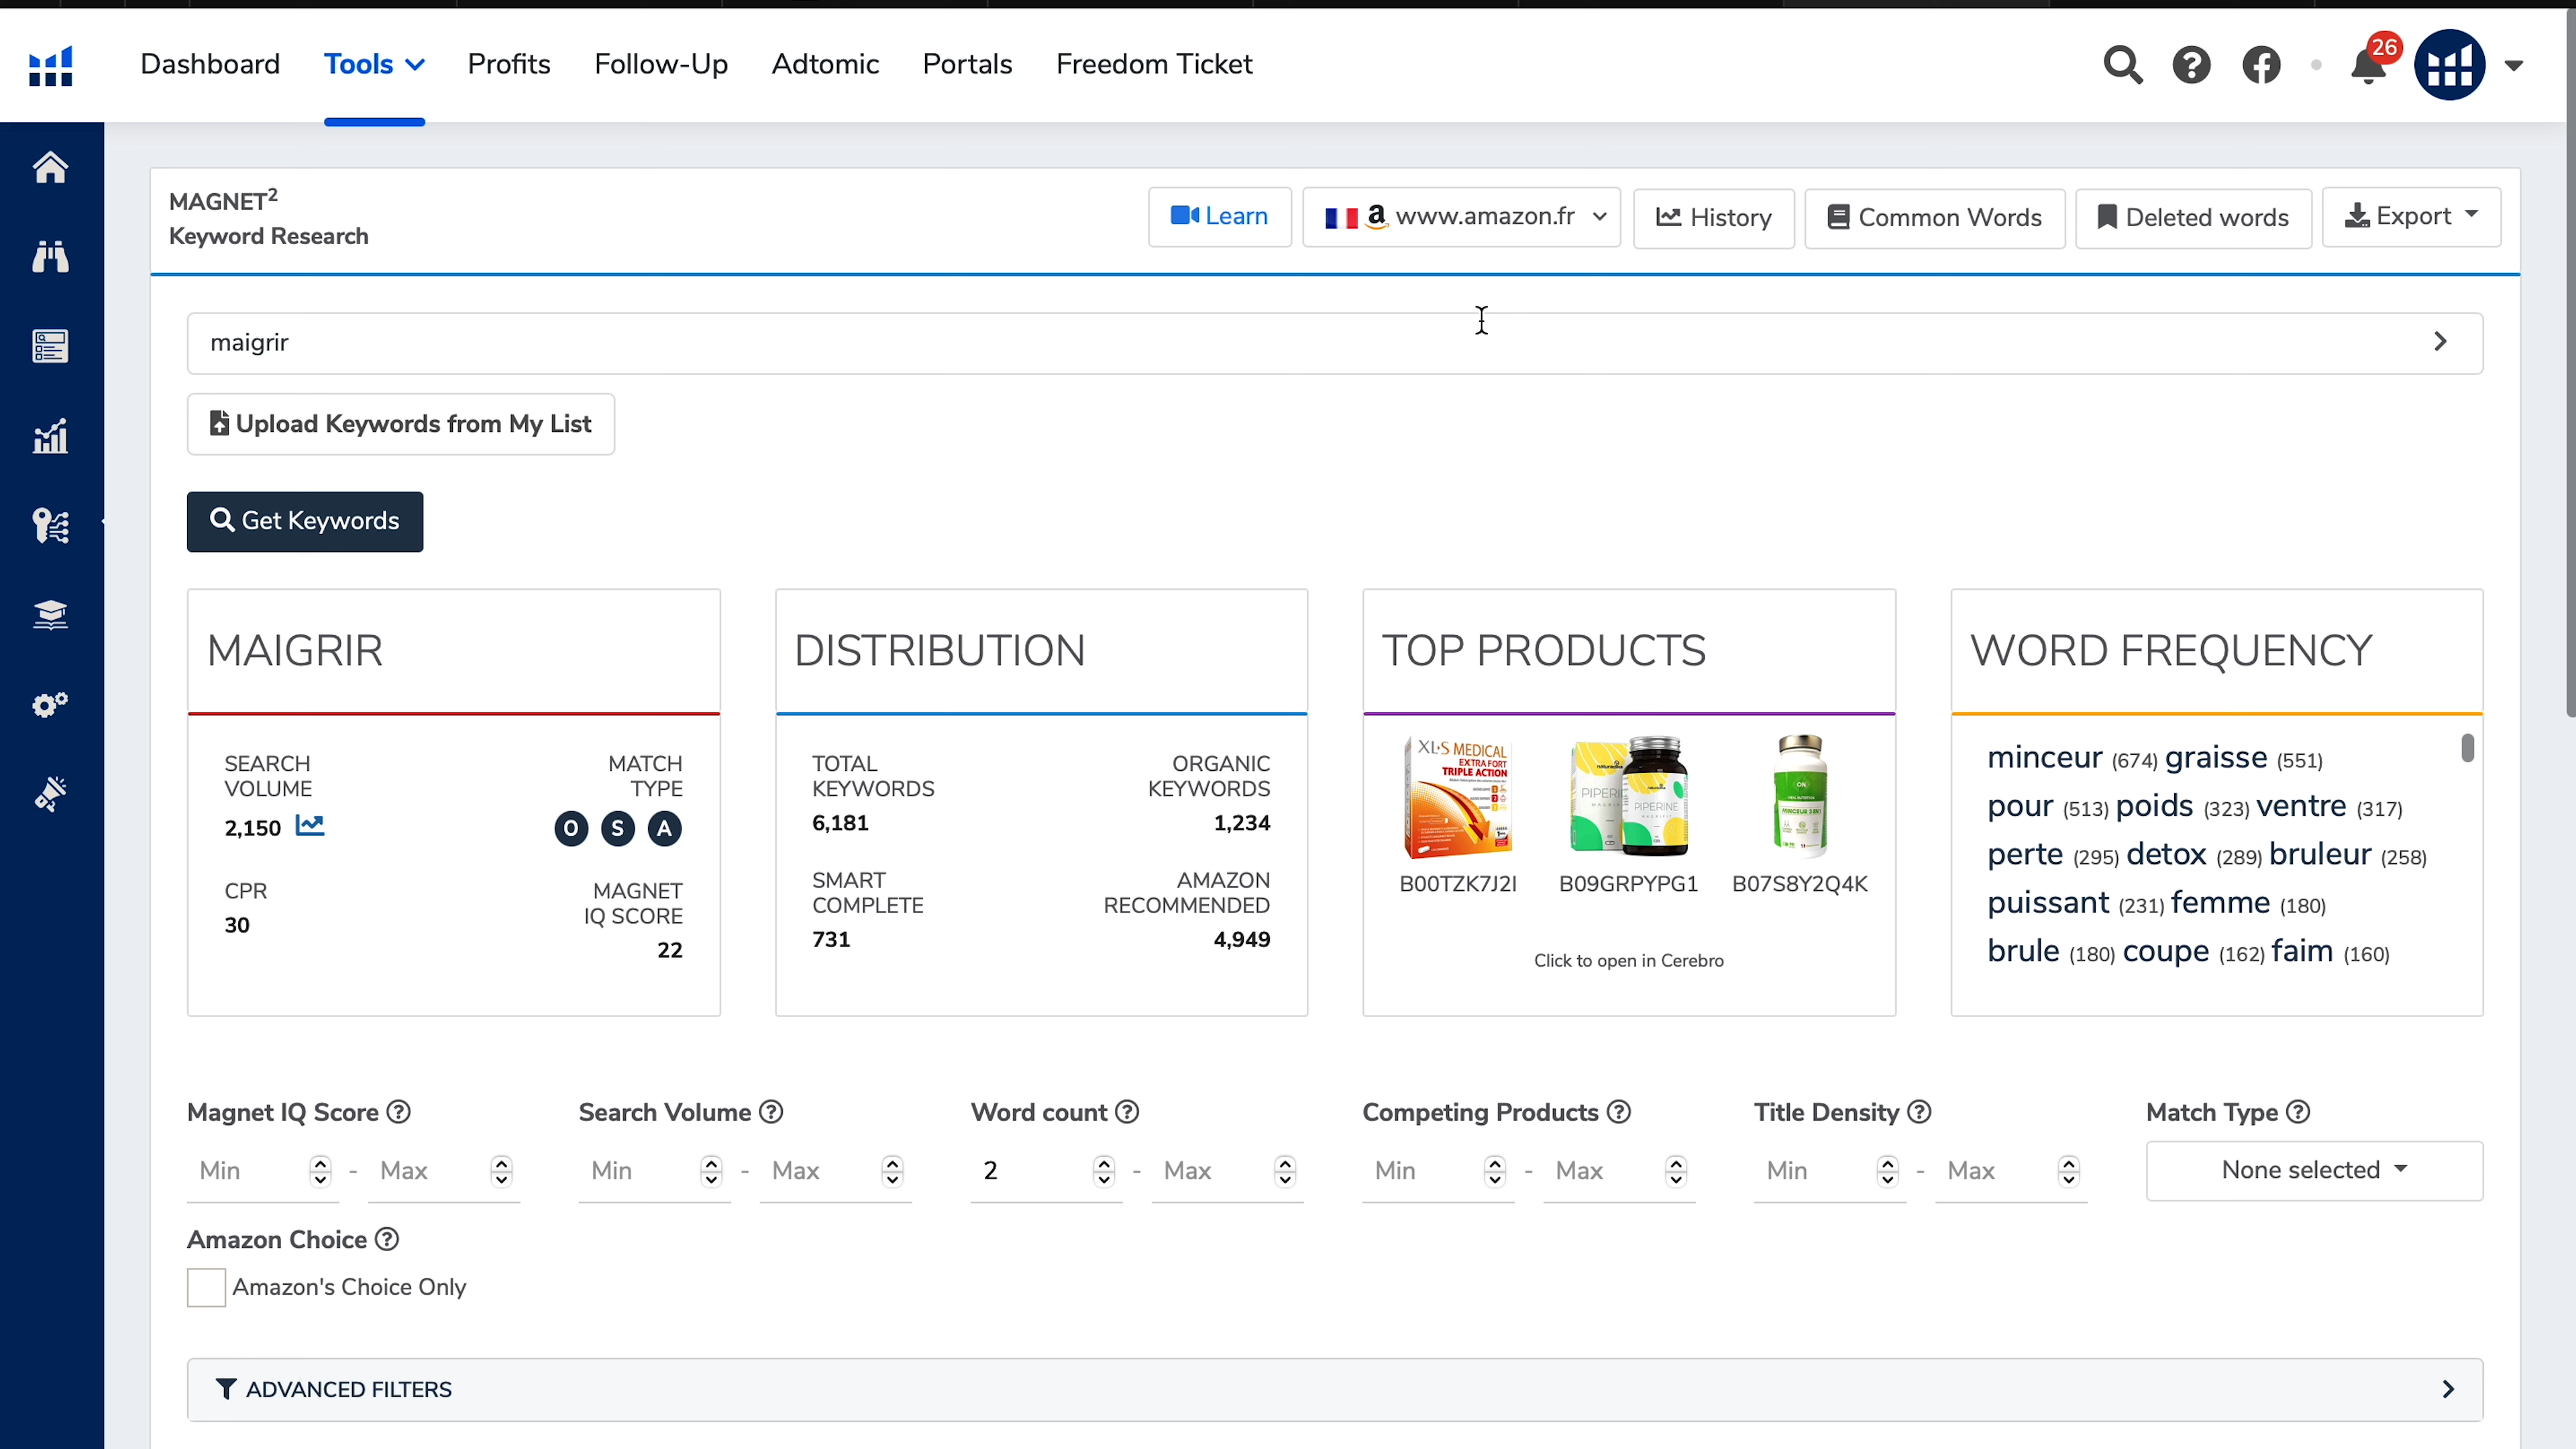 Dashboard Tools Profits Follow-Up Adtomic Portals Freedom Ticket 26
MAGNET²
Keyword Research
Learn a www.amazon.fr History Common Words Deleted words Export
maigrir
Upload Keywords from My List
Get Keywords
MAIGRIR
SEARCH VOLUME
2,150
MATCH TYPE
O S A
CPR
30
MAGNET IQ SCORE
22
DISTRIBUTION
TOTAL KEYWORDS
6,181
ORGANIC KEYWORDS
1,234
SMART COMPLETE
731
AMAZON RECOMMENDED
4,949
TOP PRODUCTS
XL·S MEDICAL
EXTRA FORT
TRIPLE ACTION
PIPERINE
B00TZK7J2I B09GRPYPG1 B07S8Y2Q4K
Click to open in Cerebro
WORD FREQUENCY
minceur (674) graisse (551)
pour (513) poids (323) ventre (317)
perte (295) detox (289) bruleur (258)
puissant (231) femme (180)
brule (180) coupe (162) faim (160)
Magnet IQ Score Search Volume Word count Competing Products Title Density Match Type
Min - Max Min - Max 2 - Max Min - Max Min - Max None selected
Amazon Choice
Amazon's Choice Only
ADVANCED FILTERS